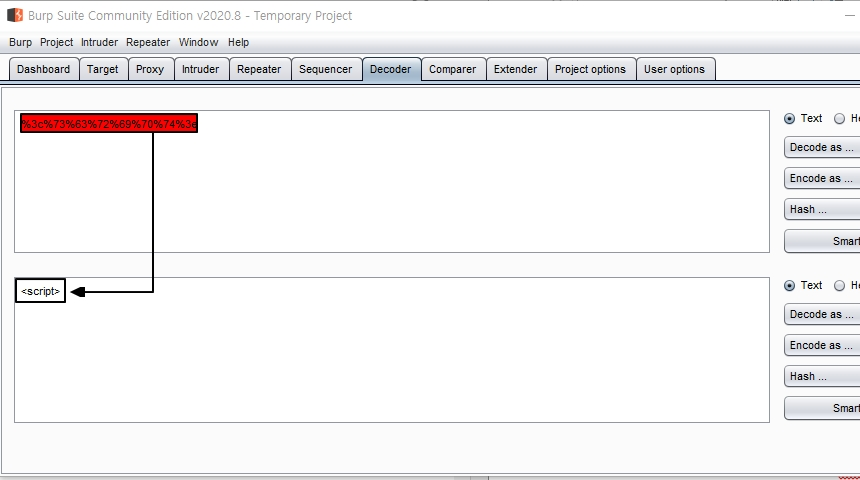 Burp Suite Community Edition v2020.8 - Temporary Project
Burp Project Intruder Repeater Window Help
Dashboard Target Proxy Intruder Repeater Sequencer Decoder Comparer Extender Project options User options
%3c%73%63%72%69%70%74%3e
Text
Decode as ...
Encode as ...
Hash ...
<script>
Text
Decode as ...
Encode as ...
Hash ...